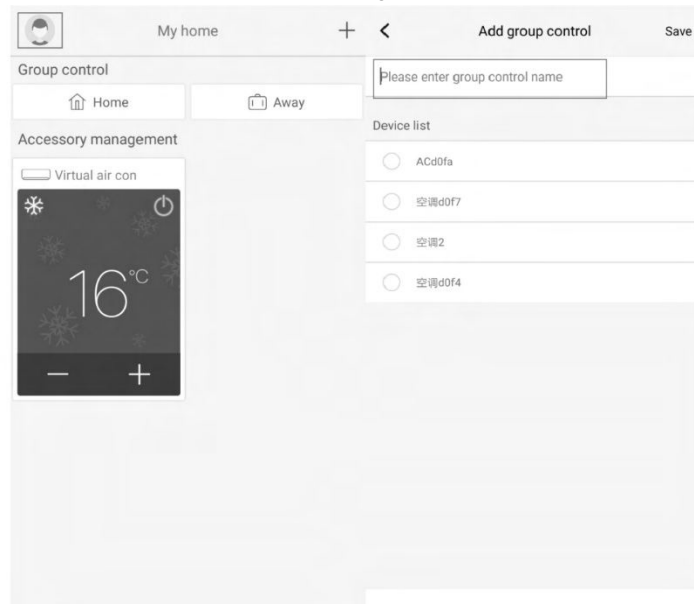 My home
Group control
Home
Away
Accessory management
Virtual air con
16°C
Add group control
Save
Please enter group control name
Device list
ACd0fa
空调d0f7
空调2
空调d0f4